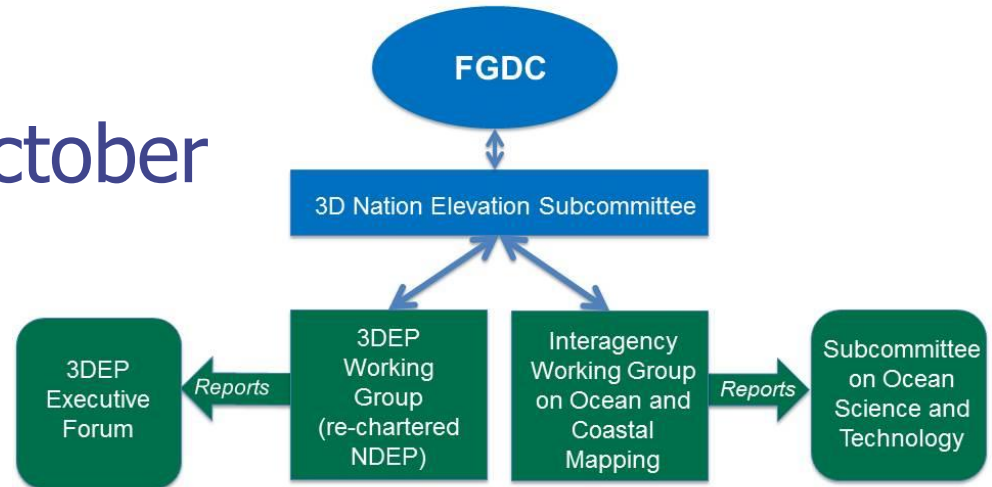 FGDC
ctober
3D Nation Elevation Subcommittee
3DEP
Executive
Forum
Reports
3DEP
Working
Group
(re-chartered
NDEP)
Interagency
Working Group
on Ocean and
Coastal
Mapping
Reports
Subcommittee
on Ocean
Science and
Technology